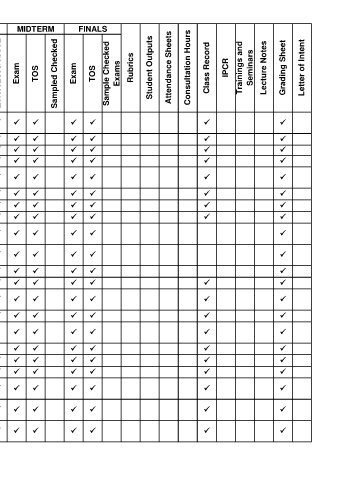 MIDTERM
FINALS
Exam
TOS
Sampled Checked
Exam
TOS
Sample Checked
Exams
Rubrics
Student Outputs
Attendance Sheets
Consultation Hours
Class Record
IPCR
Trainings and
Seminars
Lecture Notes
Grading Sheet
Letter of Intent